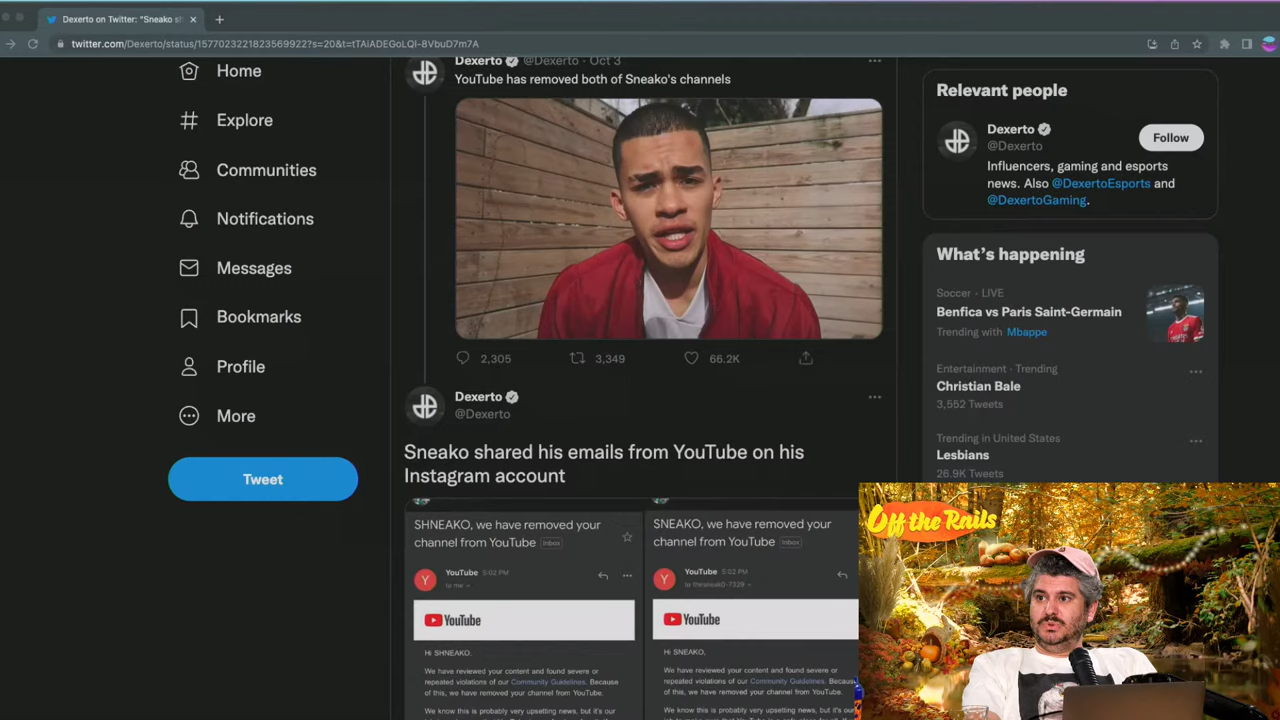 Dexerto on Twitter: "Sneako sh
twitter.com/Dexerto/status/1577023221823569922?s=20&t=tTAIADEGoLQI-8VbuD7m7A
Home
Explore
Communities
Notifications
Messages
Bookmarks
Profile
More
Tweet
Dexerto @Dexerto · Oct 3
YouTube has removed both of Sneako's channels
2,305
3,349
66.2K
Dexerto
@Dexerto
Sneako shared his emails from YouTube on his
Instagram account
SHNEAKO, we have removed your
channel from YouTube Inbox
YouTube 5:02 PM
to me
YouTube
Hi SHNEAKO,
We have reviewed your content and found severe or
repeated violations of our Community Guidelines. Because
of this, we have removed your channel from YouTube.
We know this is probably very upsetting news, but it's our
SNEAKO, we have removed your
channel from YouTube Inbox
YouTube 5:02 PM
to thesneak0-7329
YouTube
Hi SNEAKO,
We have reviewed your content and found severe or
repeated violations of our Community Guidelines. Because
of this, we have removed your channel from YouTube.
We know this is probably very upsetting news, but it's our
Relevant people
Dexerto
@Dexerto
Follow
Influencers, gaming and esports
news. Also @DexertoEsports and
@DexertoGaming.
What's happening
Soccer · LIVE
Benfica vs Paris Saint-Germain
Trending with Mbappe
Entertainment · Trending
Christian Bale
3,552 Tweets
Trending in United States
Lesbians
26.9K Tweets
Off the Rails